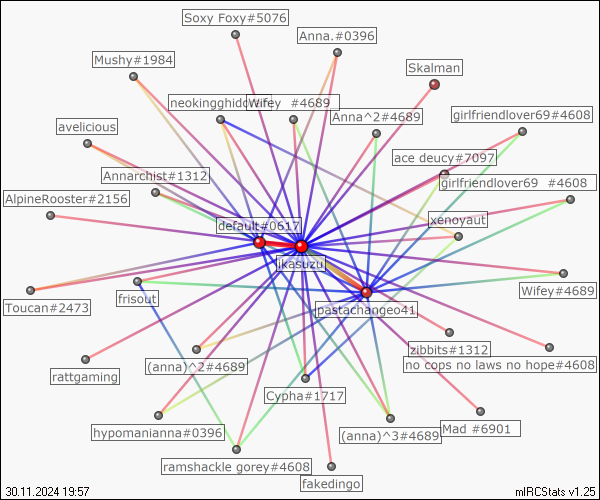 Soxy Foxy#5076
Anna.#0396
Mushy#1984
Skalman
neokingghido
Wifey #4689
Anna^2#4689
girlfriendlover69#4608
avelicious
ace deucy#7097
Annarchist#1312
girlfriendlover69 #4608
AlpineRooster#2156
default#0617
xenoyaut
jkasuzu
Wifey#4689
Toucan#2473
frisout
pastachangeo41
zibbits#1312
(anna)^2#4689
no cops no laws no hope#4608
rattgaming
Cypha#1717
hypomanianna#0396
(anna)^3#4689
Mad #6901
ramshackle gorey#4608
fakedingo
30.11.2024 19:57
mIRCStats v1.25